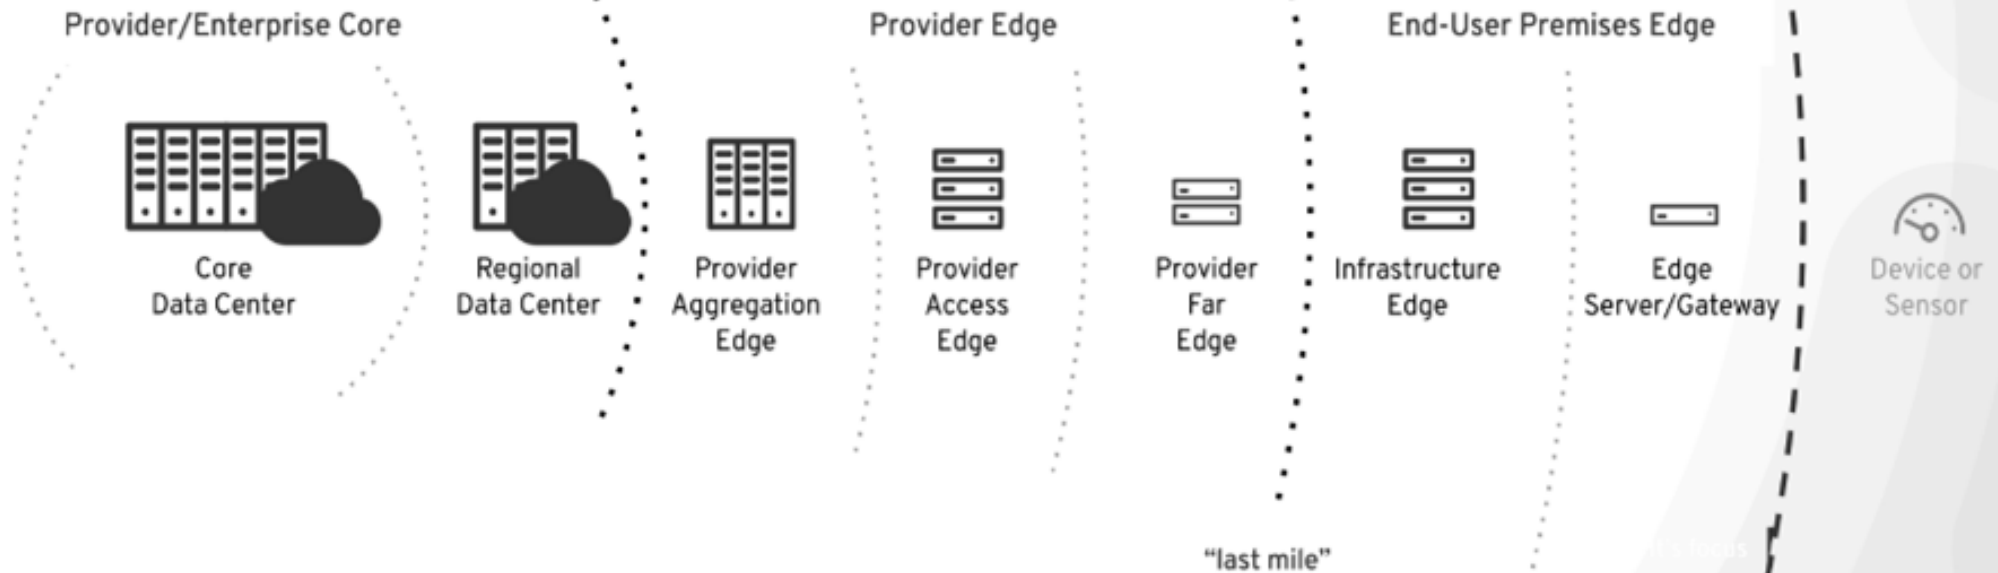 Provider/Enterprise Core
Provider Edge
End-User Premises Edge
Core
Data Center
Regional
Data Center
Provider
Aggregation
Edge
Provider
Access
Edge
Provider
Far
Edge
Infrastructure
Edge
Edge
Server/Gateway
Device or
Sensor
“last mile”
focus